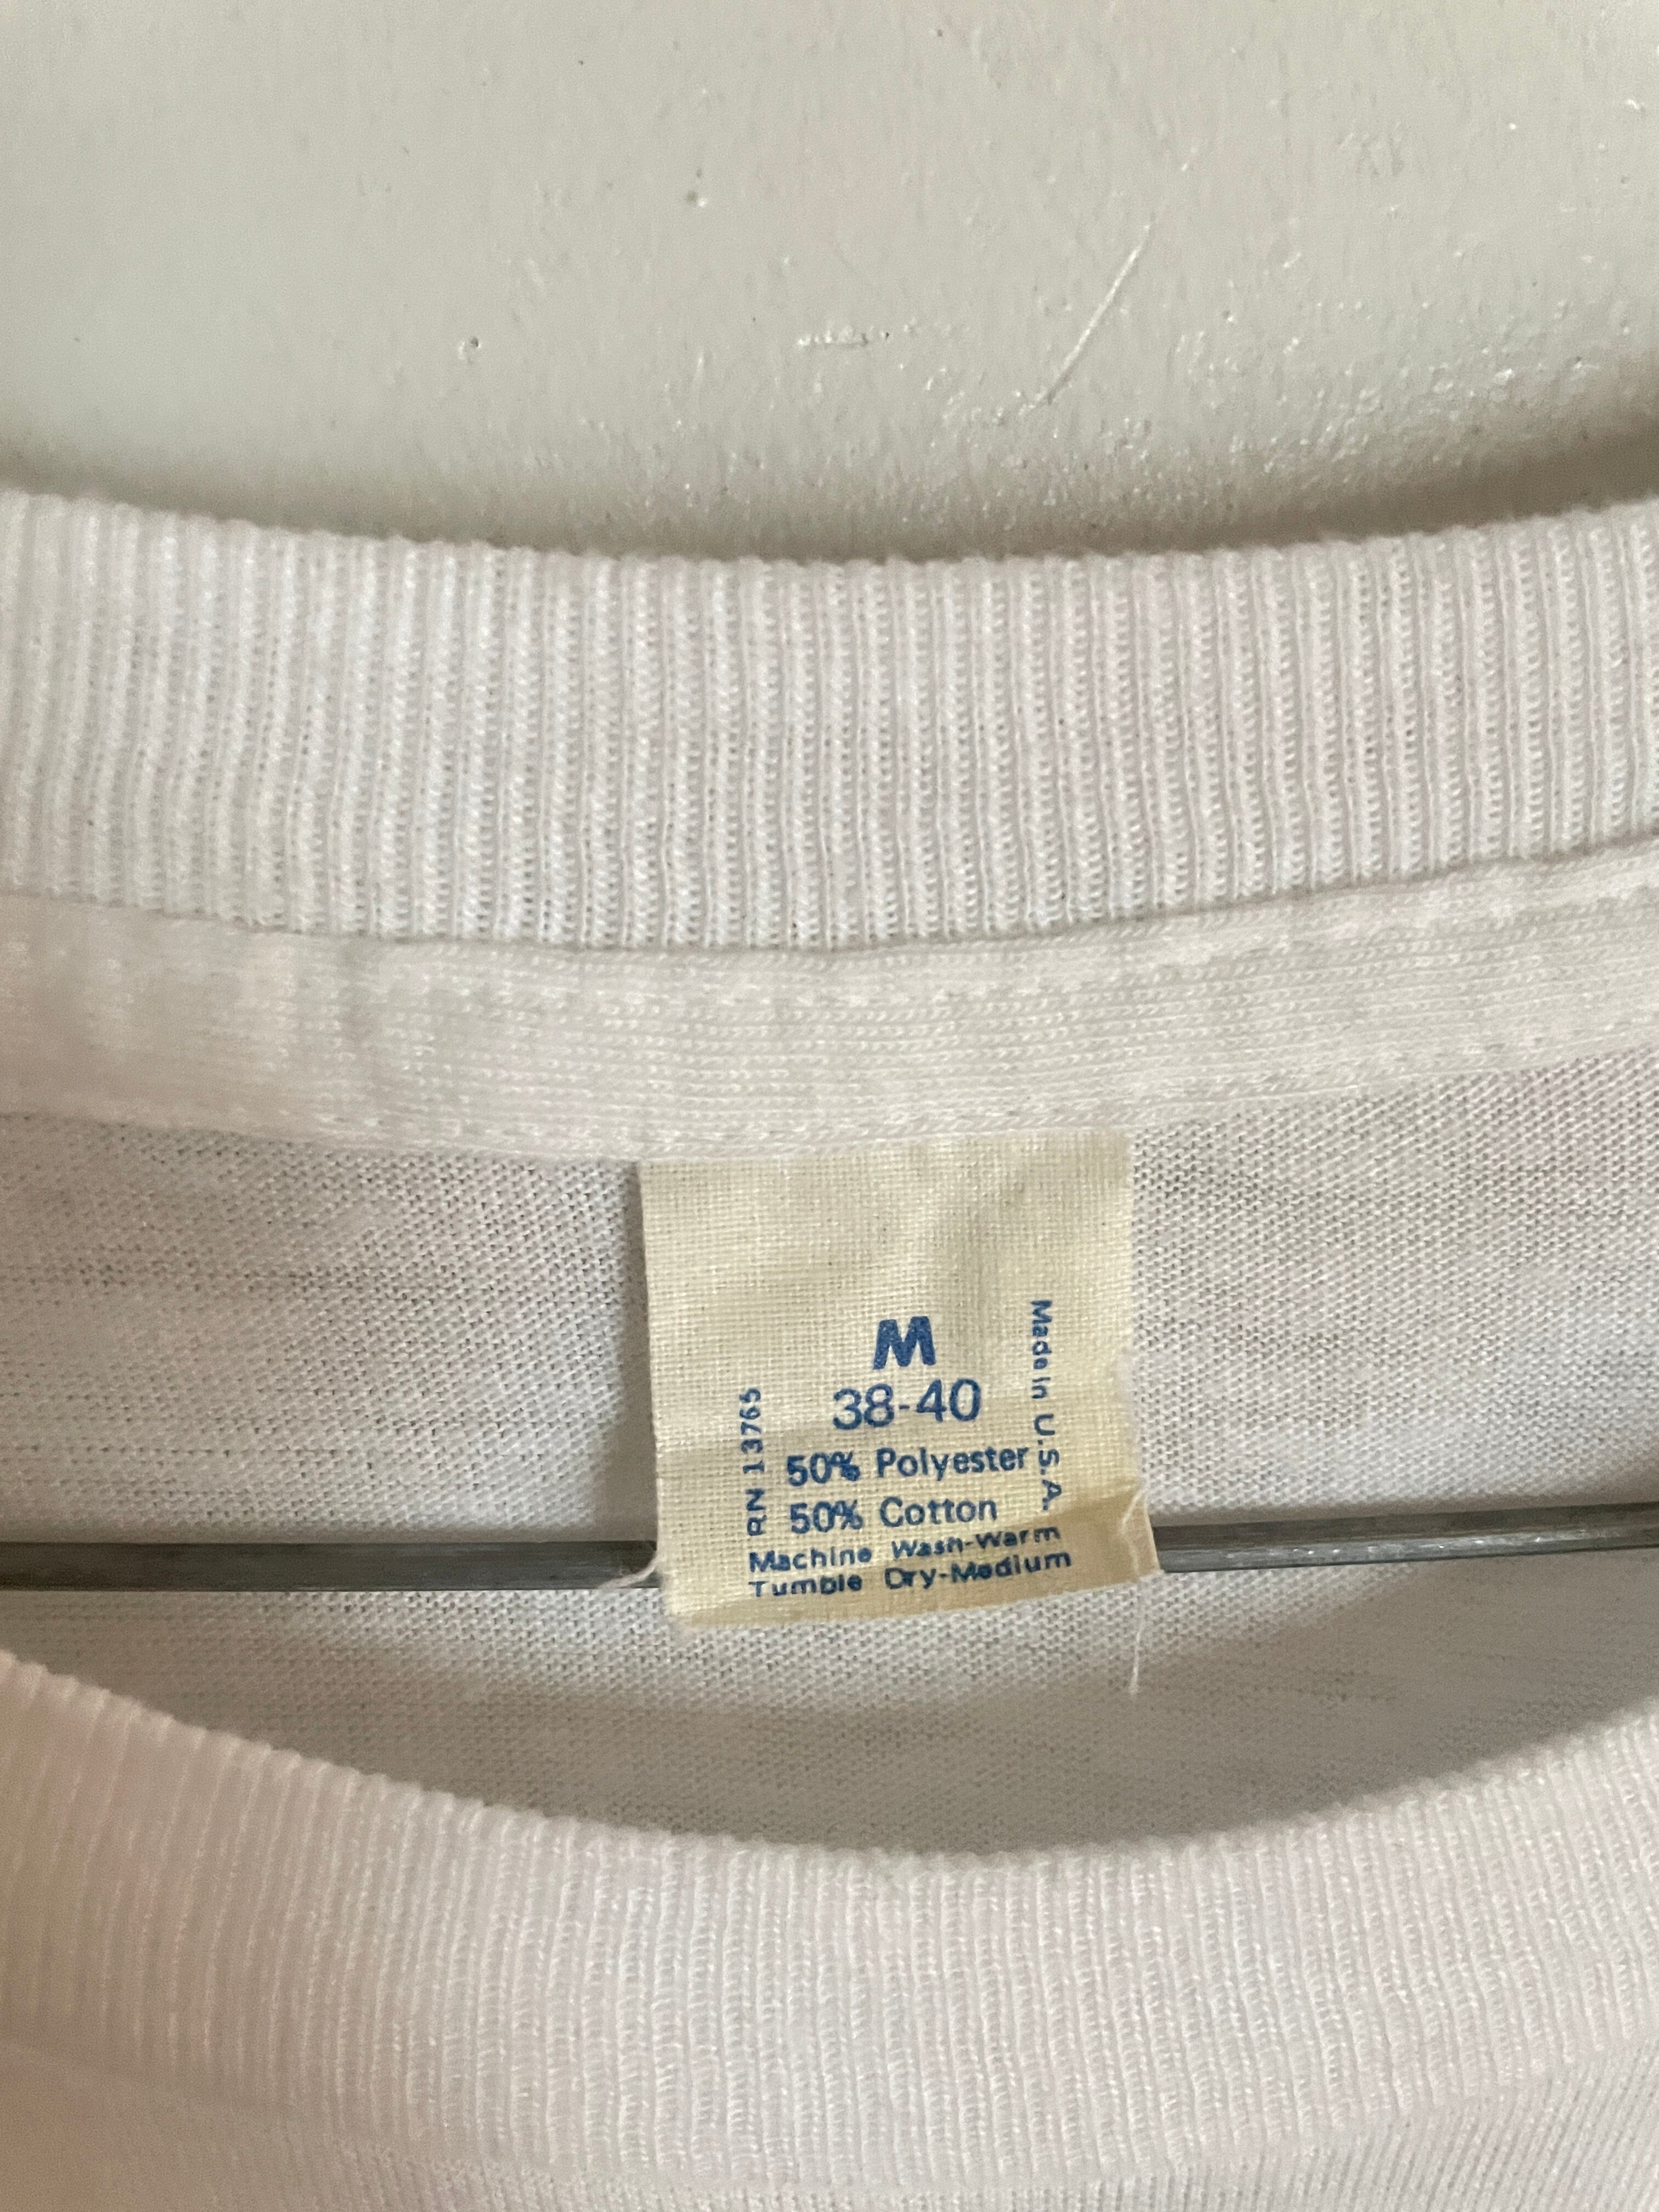 M
38-40
50% Polyester
50% Cotton
Machine Wash-Warm
Tumble Dry-Medium
RN 13765
Made in U.S.A.